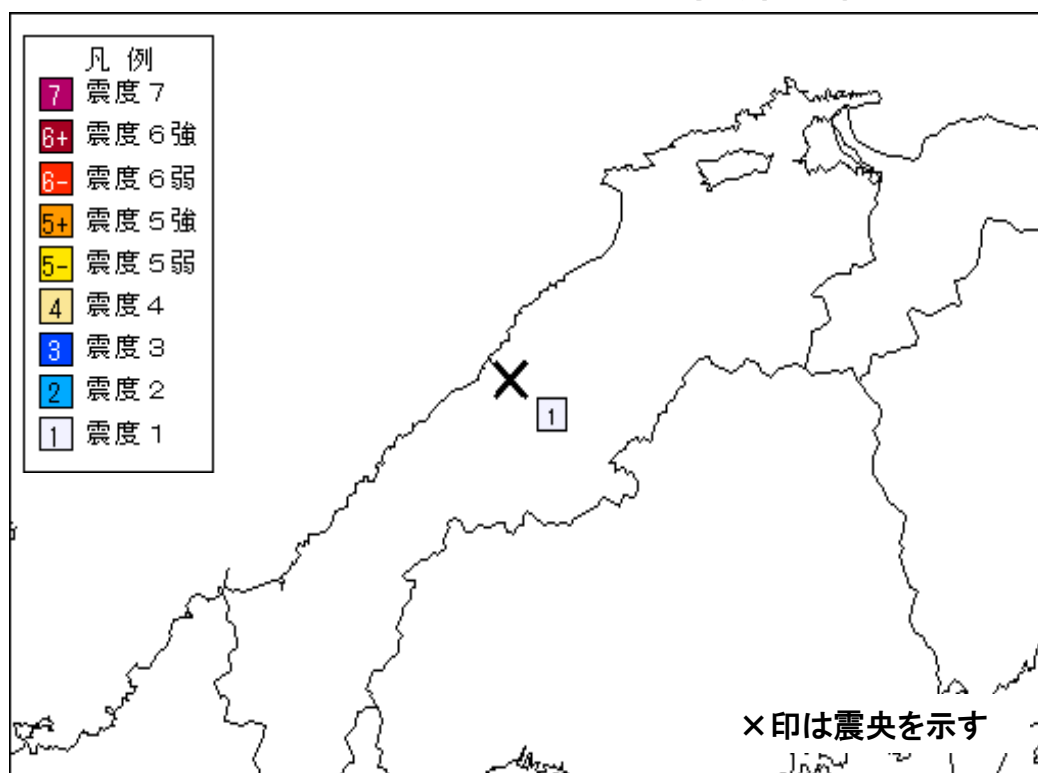 凡 例
7 震度７
6+ 震度６強
6- 震度６弱
5+ 震度５強
5- 震度５弱
4 震度４
3 震度３
2 震度２
1 震度１
1
×印は震央を示す